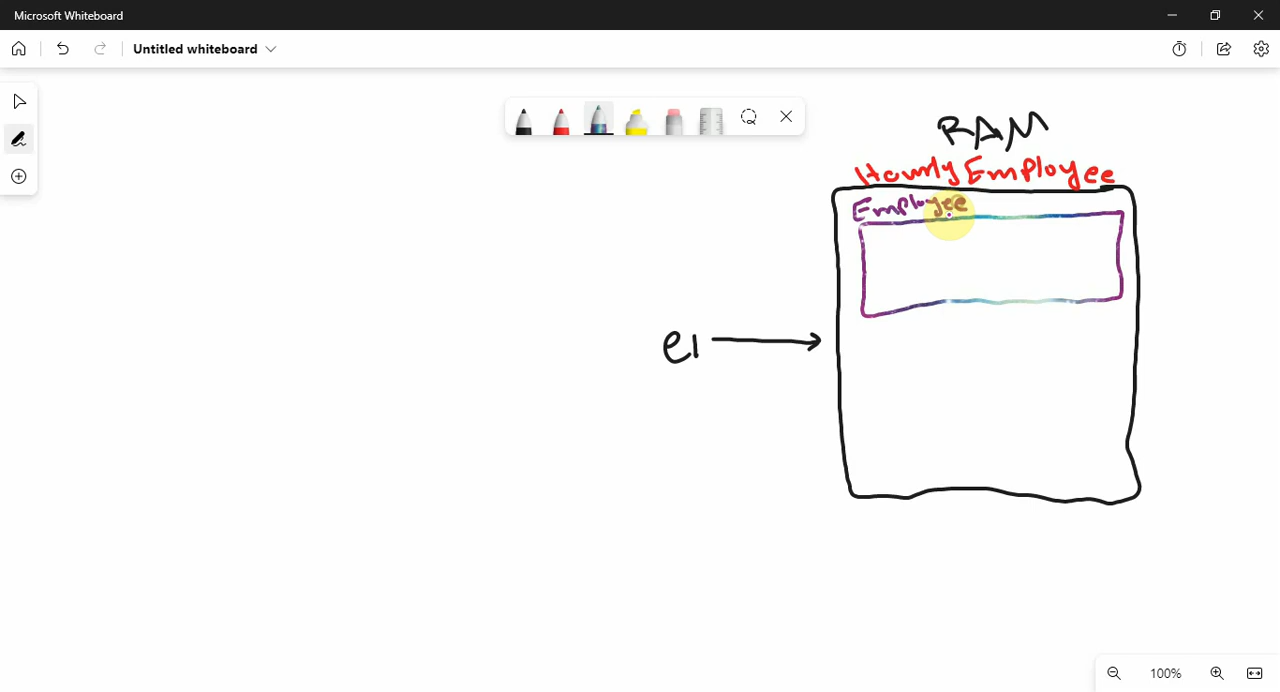 Microsoft Whiteboard
Untitled whiteboard
RAM
HourlyEmployee
Employee
e1
100%